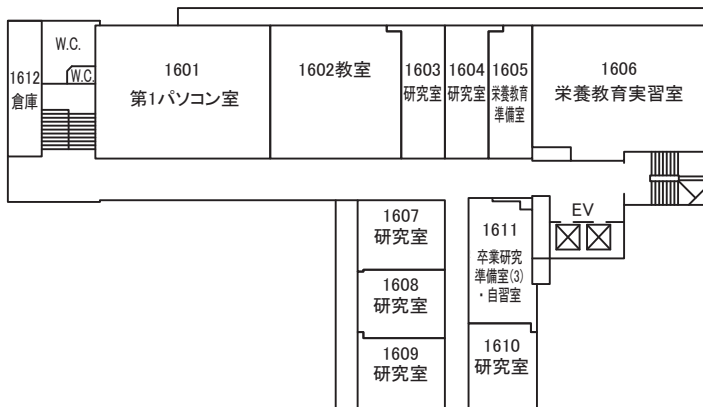 W.C.
W.C.
1612
倉庫
1601
第1パソコン室
1602教室
1603
研究室
1604
研究室
1605
栄養教育
準備室
1606
栄養教育実習室
1607
研究室
1608
研究室
1609
研究室
1611
卒業研究
準備室(3)
・自習室
1610
研究室
EV